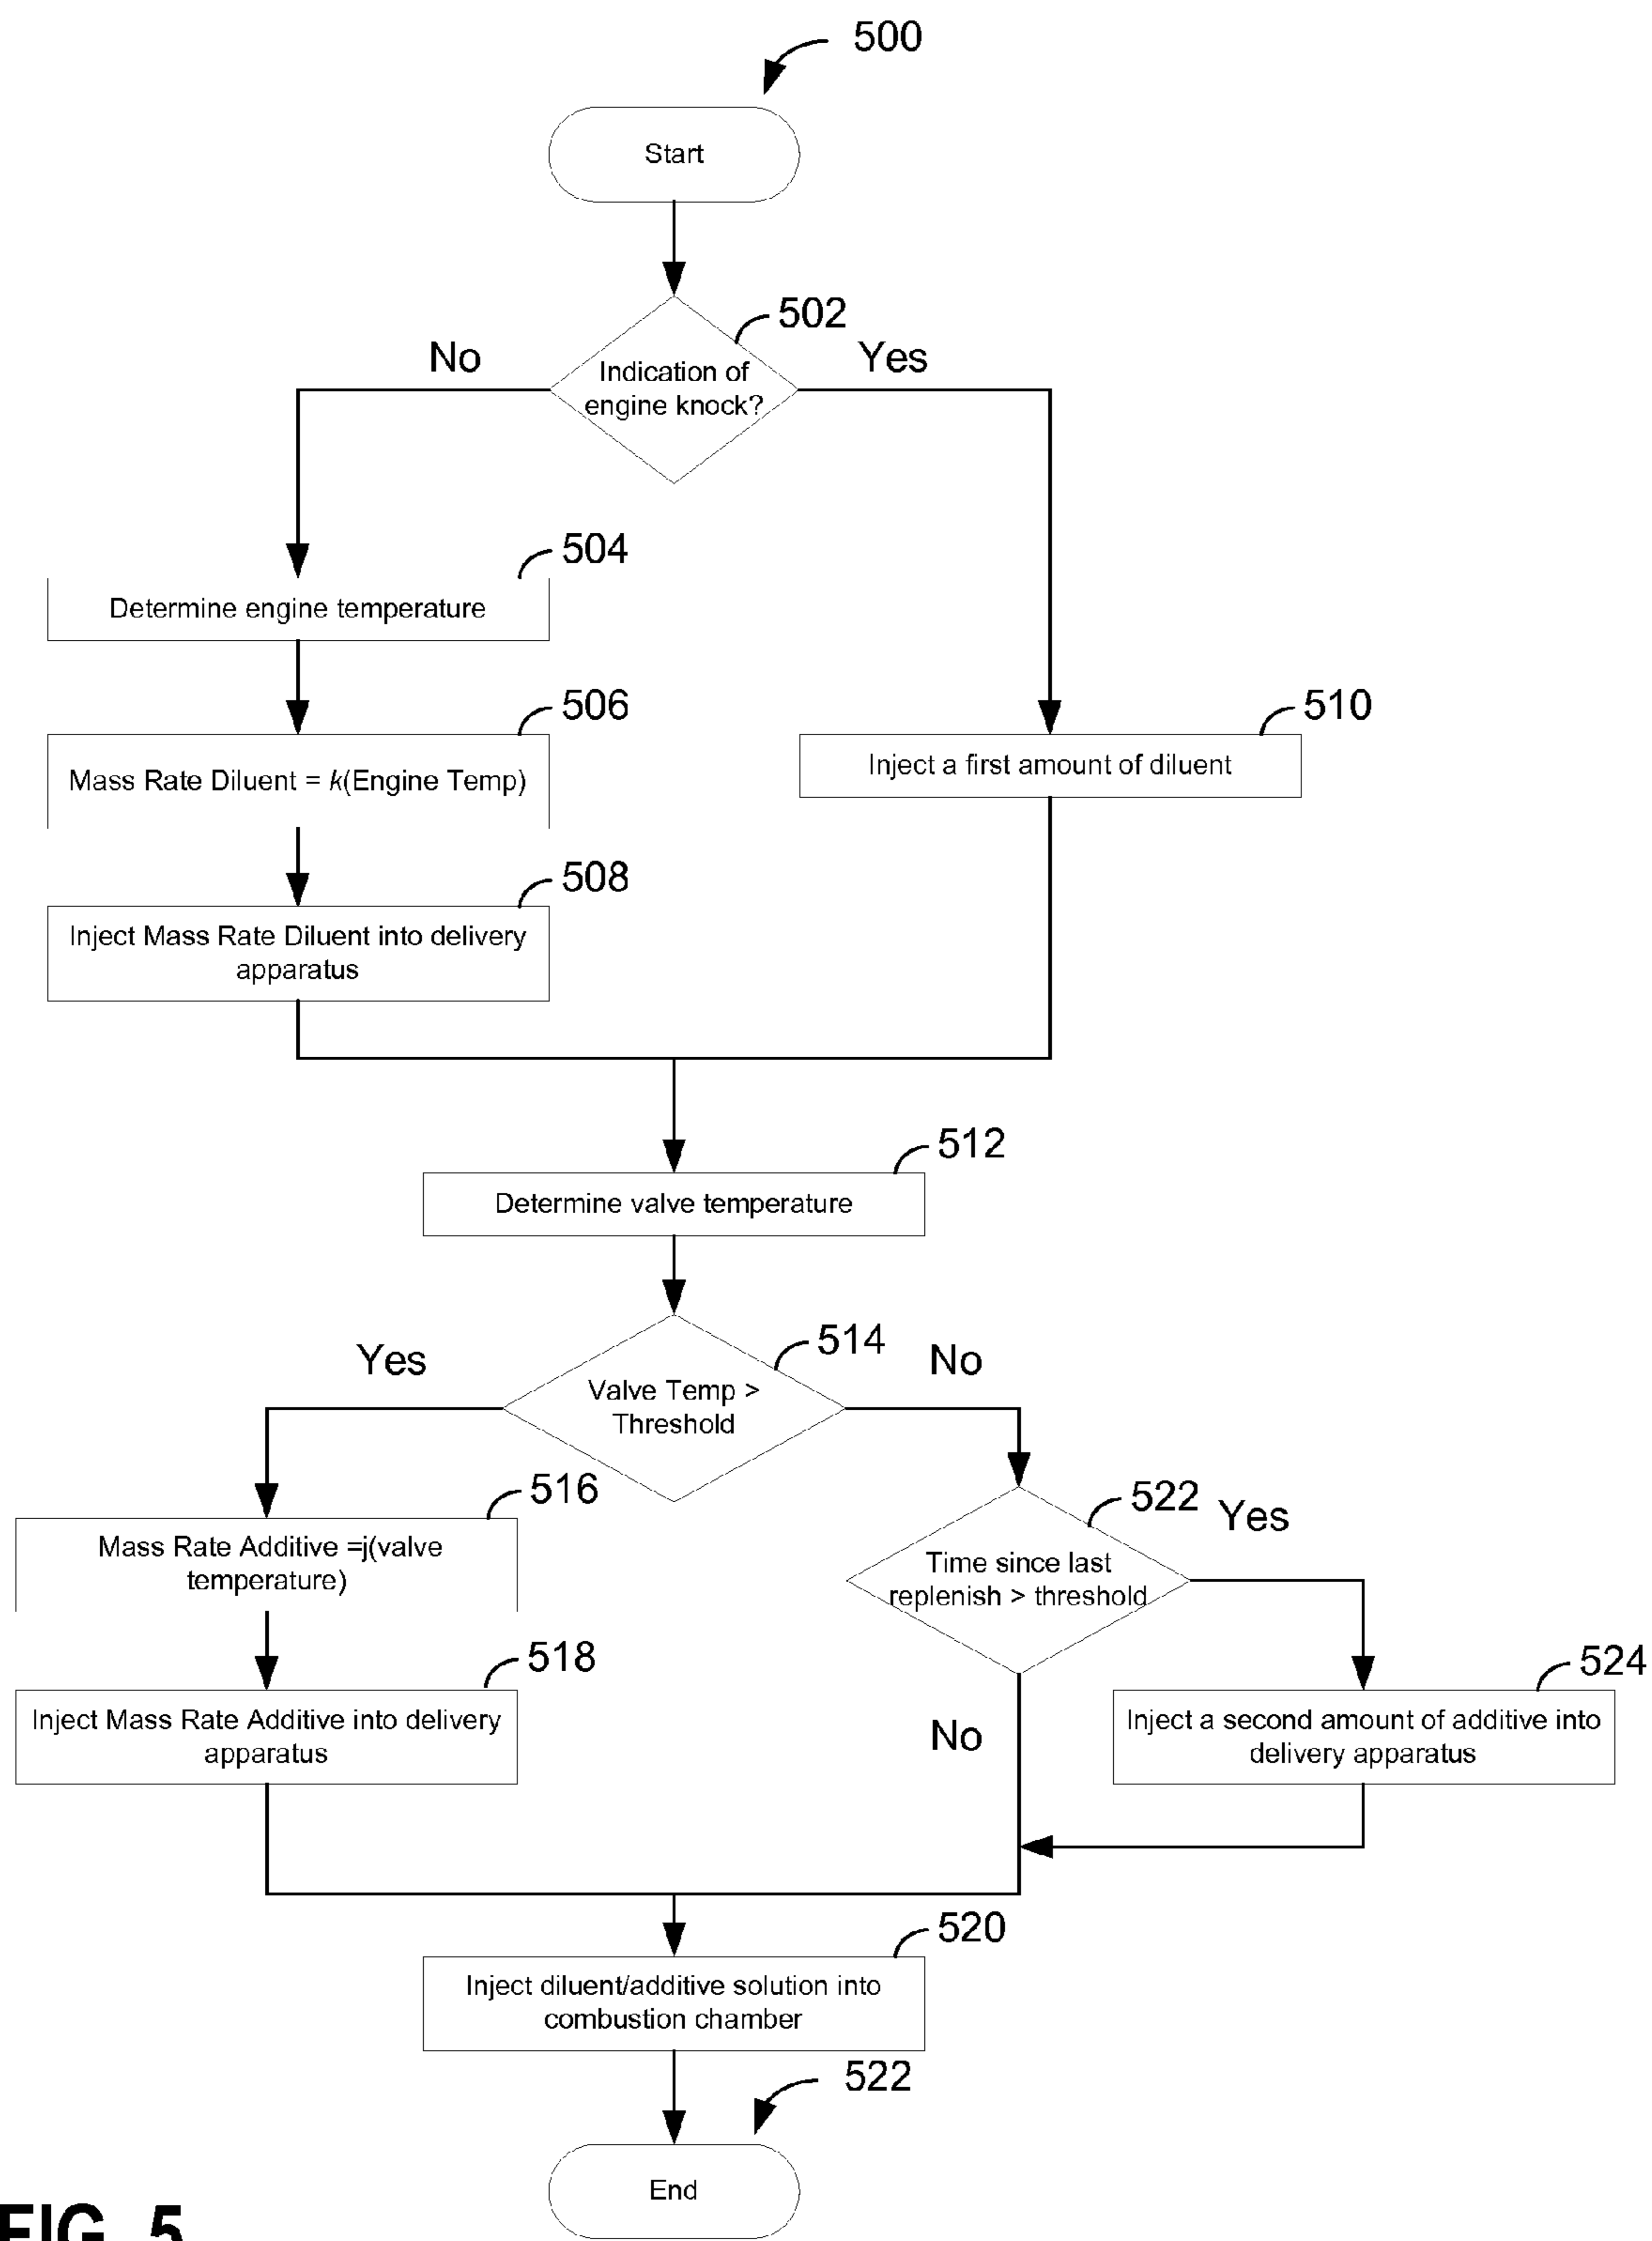 500
Start
502
No
Yes
Indication of
engine knock?
504
Determine engine temperature
506
Mass Rate Diluent = k(Engine Temp)
510
Inject a first amount of diluent
508
Inject Mass Rate Diluent into delivery
apparatus
512
Determine valve temperature
514
Yes
No
Valve Temp >
Threshold
516
Mass Rate Additive =j(valve
temperature)
522
Yes
Time since last
replenish > threshold
518
Inject Mass Rate Additive into delivery
apparatus
No
524
Inject a second amount of additive into
delivery apparatus
520
Inject diluent/additive solution into
combustion chamber
522
End
FIG. 5